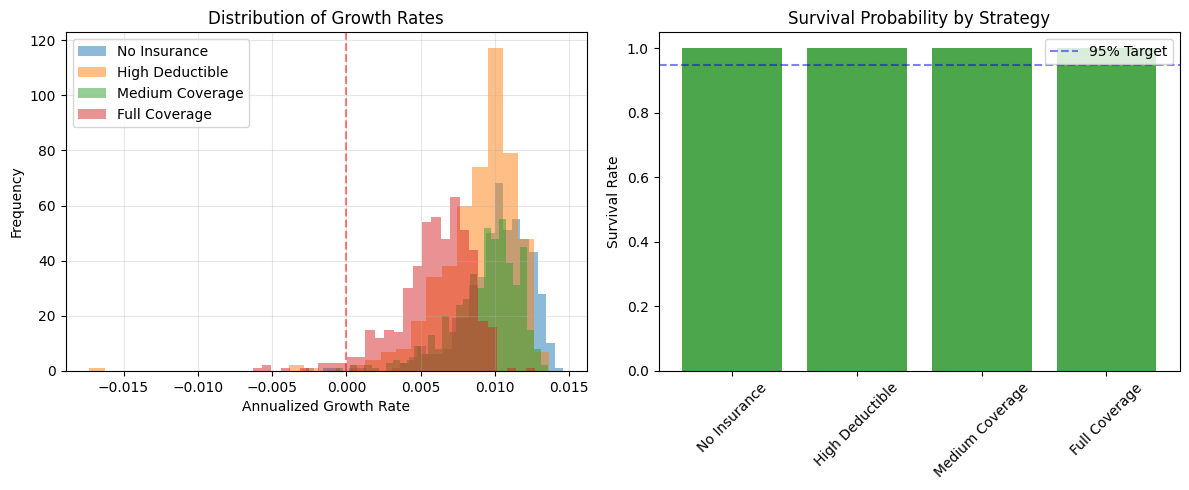 Distribution of Growth Rates
No Insurance
High Deductible
Medium Coverage
Full Coverage
Frequency
120
100
80
60
40
20
0
−0.015
−0.010
−0.005
0.000
0.005
0.010
0.015
Annualized Growth Rate
Survival Probability by Strategy
95% Target
Survival Rate
1.0
0.8
0.6
0.4
0.2
0.0
No Insurance
High Deductible
Medium Coverage
Full Coverage